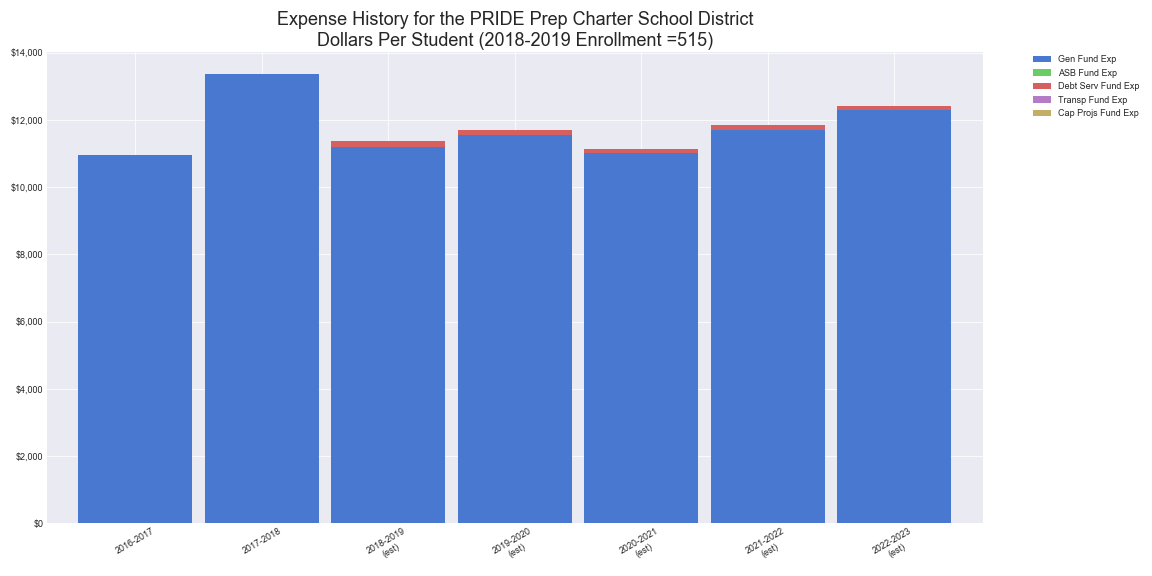 Expense History for the PRIDE Prep Charter School District
Dollars Per Student (2018-2019 Enrollment =515)
$14,000
$12,000
$10,000
$8,000
$6,000
$4,000
$2,000
$0
2016-2017
2017-2018
2018-2019
(est)
2019-2020
(est)
2020-2021
(est)
2021-2022
(est)
2022-2023
(est)
Gen Fund Exp
ASB Fund Exp
Debt Serv Fund Exp
Transp Fund Exp
Cap Projs Fund Exp